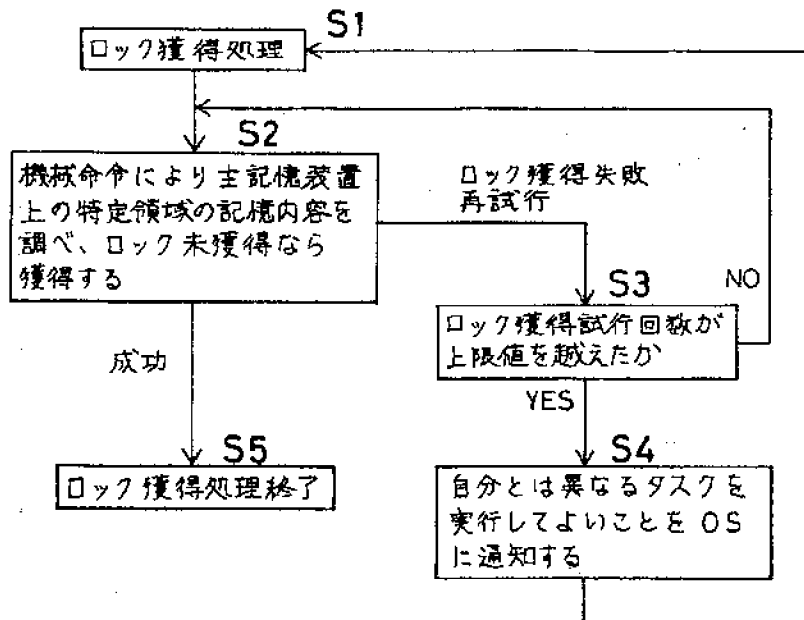 S1
ロック獲得処理
S2
機械命令により主記憶装置
上の特定領域の記憶内容を
調べ、ロック未獲得なら
獲得する
ロック獲得失敗
再試行
S3
NO
ロック獲得試行回数が
上限値を越えたか
成功
YES
S5
ロック獲得処理終了
S4
自分とは異なるタスクを
実行してよいことをOS
に通知する